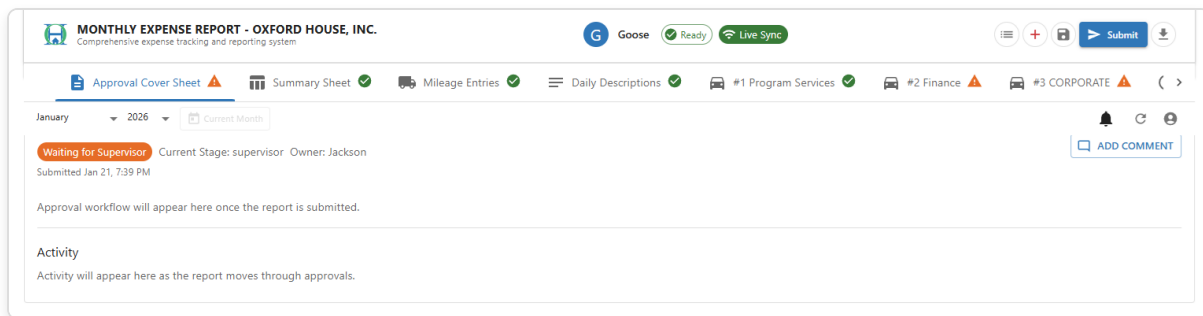 MONTHLY EXPENSE REPORT - OXFORD HOUSE, INC.
Comprehensive expense tracking and reporting system
G Goose Ready Live Sync
Submit
Approval Cover Sheet Summary Sheet Mileage Entries Daily Descriptions #1 Program Services #2 Finance #3 CORPORATE
January 2026 Current Month
Waiting for Supervisor Current Stage: supervisor Owner: Jackson ADD COMMENT
Submitted Jan 21, 7:39 PM
Approval workflow will appear here once the report is submitted.
Activity
Activity will appear here as the report moves through approvals.